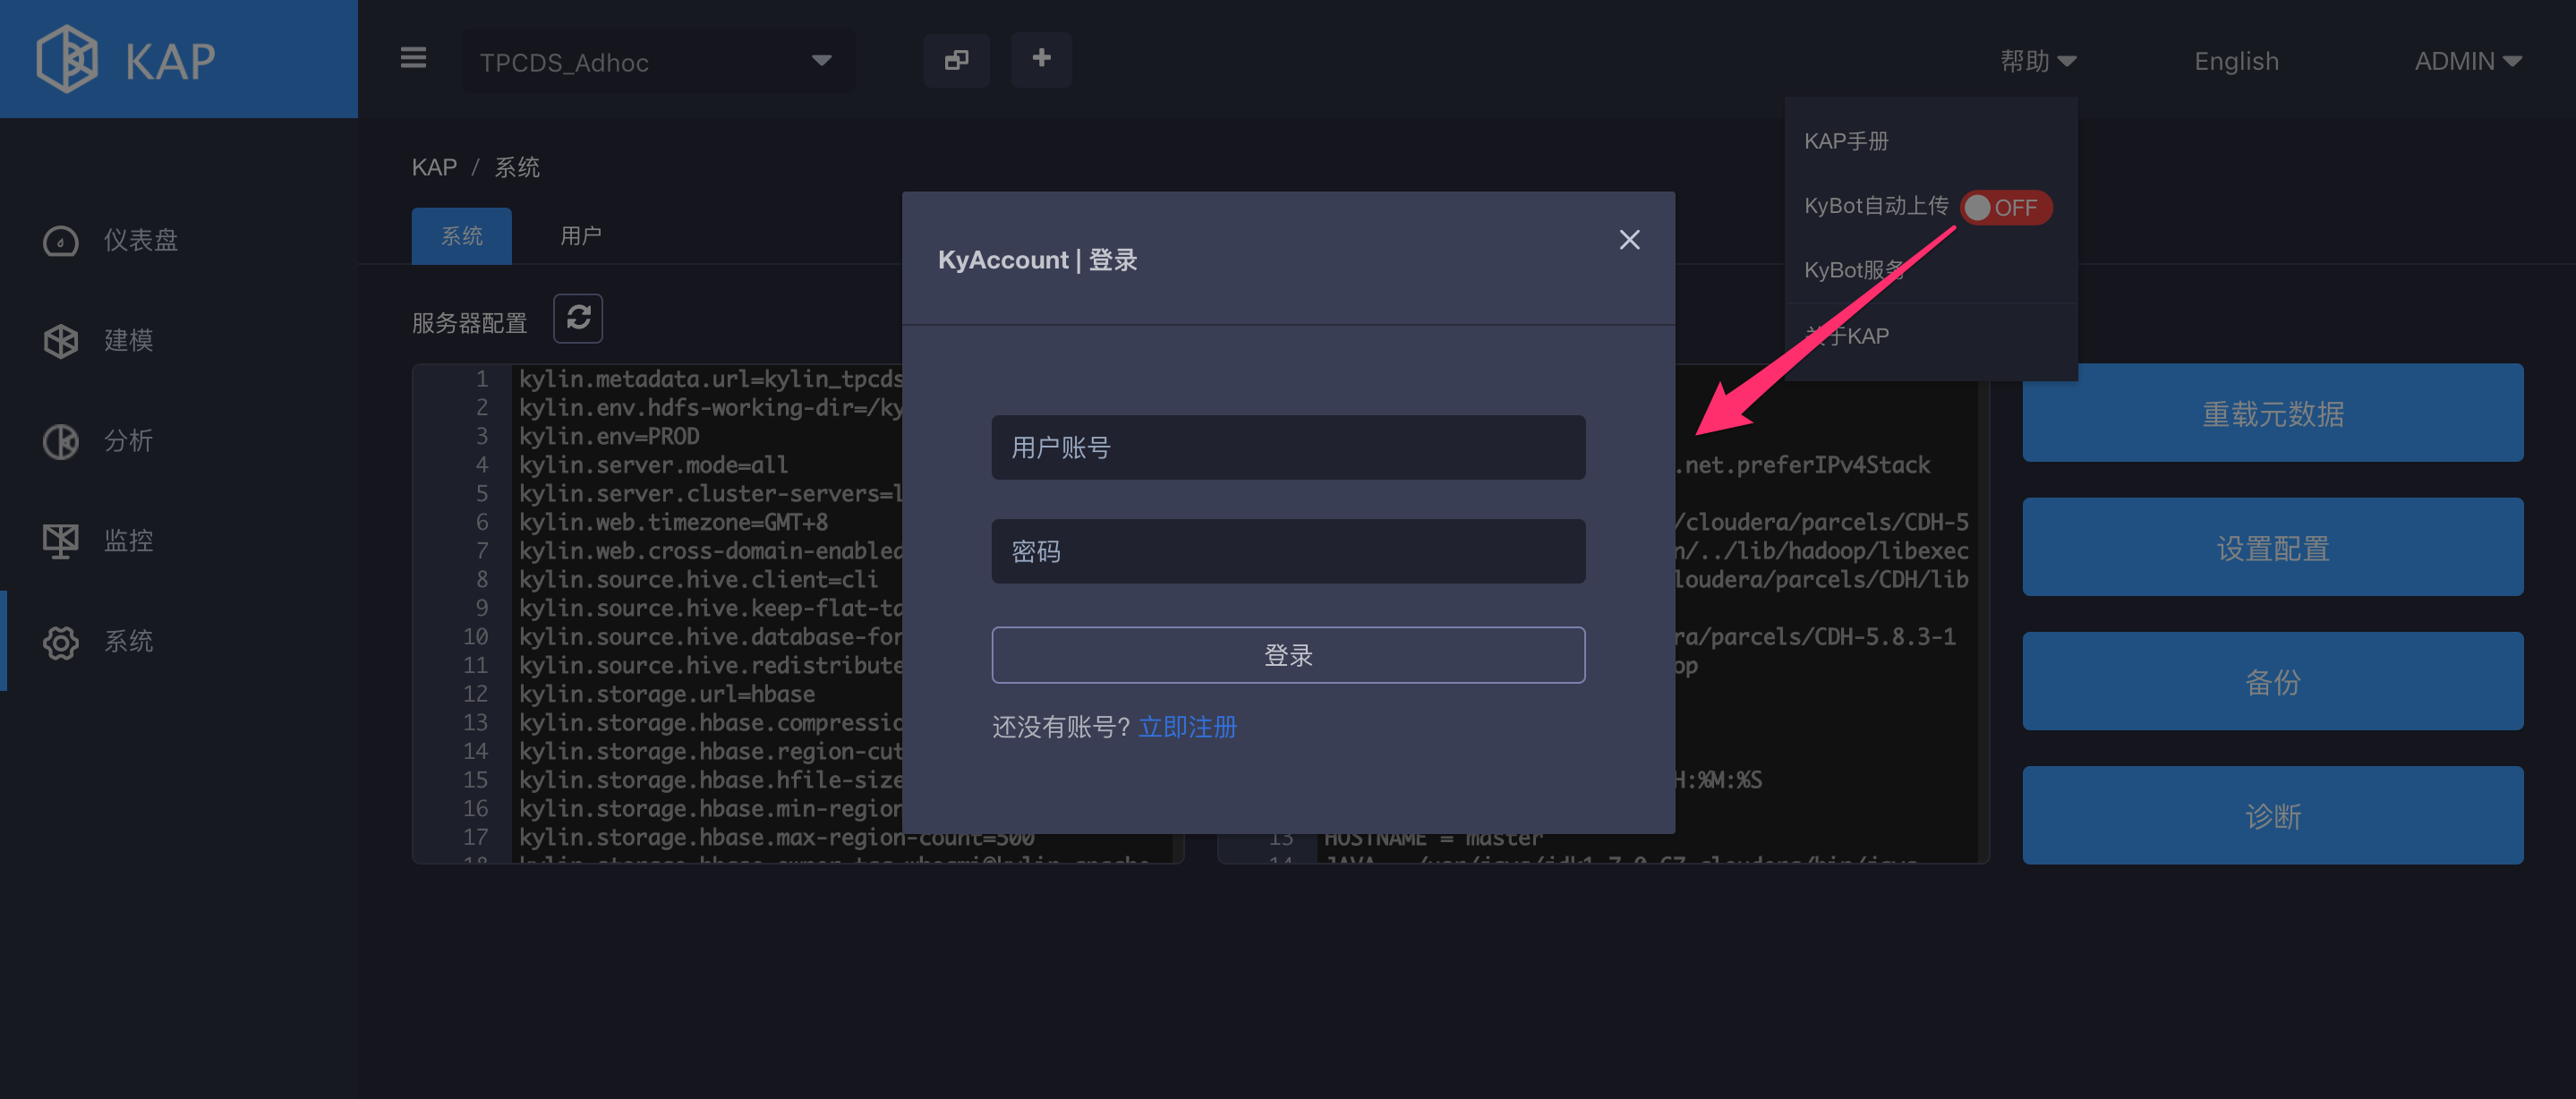 KAP
TPCDS_Adhoc
帮助
English
ADMIN
KAP手册
KyBot自动上传 OFF
KyBot服务
关于KAP
仪表盘
建模
分析
监控
系统
KAP / 系统
系统 用户
服务器配置
KyAccount | 登录
用户账号
密码
登录
还没有账号? 立即注册
1 kylin.metadata.url=kylin_tpcds
2 kylin.env.hdfs-working-dir=/ky
3 kylin.env=PROD
4 kylin.server.mode=all
5 kylin.server.cluster-servers=l
6 kylin.web.timezone=GMT+8
7 kylin.web.cross-domain-enabled
8 kylin.source.hive.client=cli
9 kylin.source.hive.keep-flat-ta
10 kylin.source.hive.database-for
11 kylin.source.hive.redistribute
12 kylin.storage.url=hbase
13 kylin.storage.hbase.compressio
14 kylin.storage.hbase.region-cut
15 kylin.storage.hbase.hfile-size
16 kylin.storage.hbase.min-region
17 kylin.storage.hbase.max-region-count=500
.net.preferIPv4Stack
/cloudera/parcels/CDH-5
n/../lib/hadoop/libexec
loudera/parcels/CDH/lib
ra/parcels/CDH-5.8.3-1
op
H:%M:%S
13 HOSTNAME = master
重载元数据
设置配置
备份
诊断